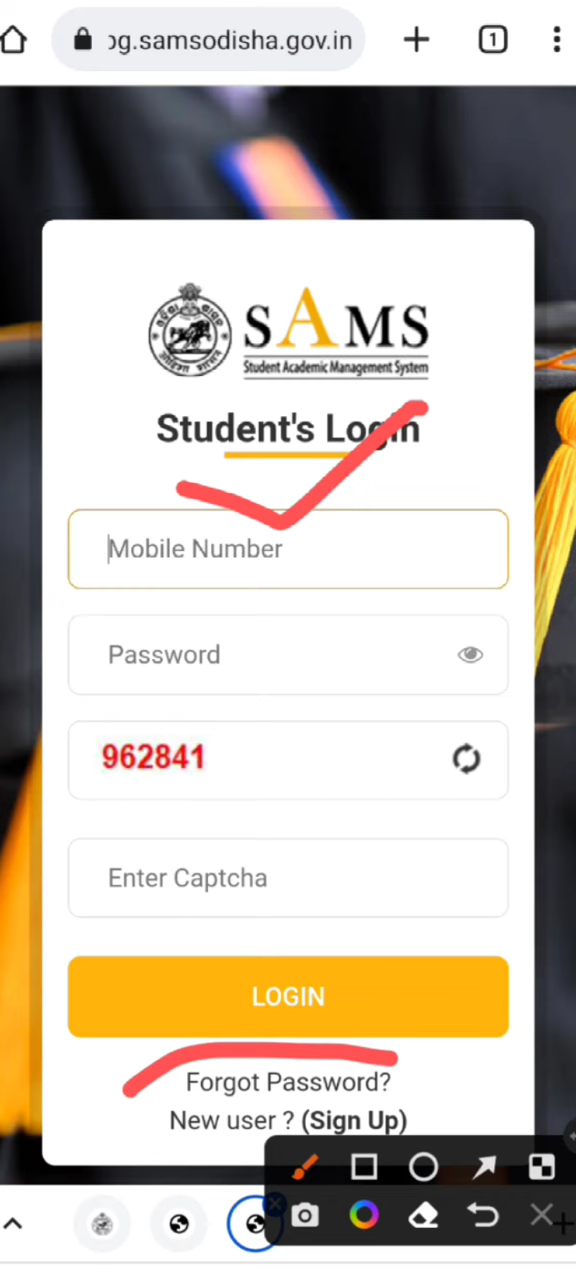 pg.samsodisha.gov.in
1
SAMS
Student Academic Management System
Student's Login
Mobile Number
Password
962841
Enter Captcha
LOGIN
Forgot Password?
New user ? (Sign Up)